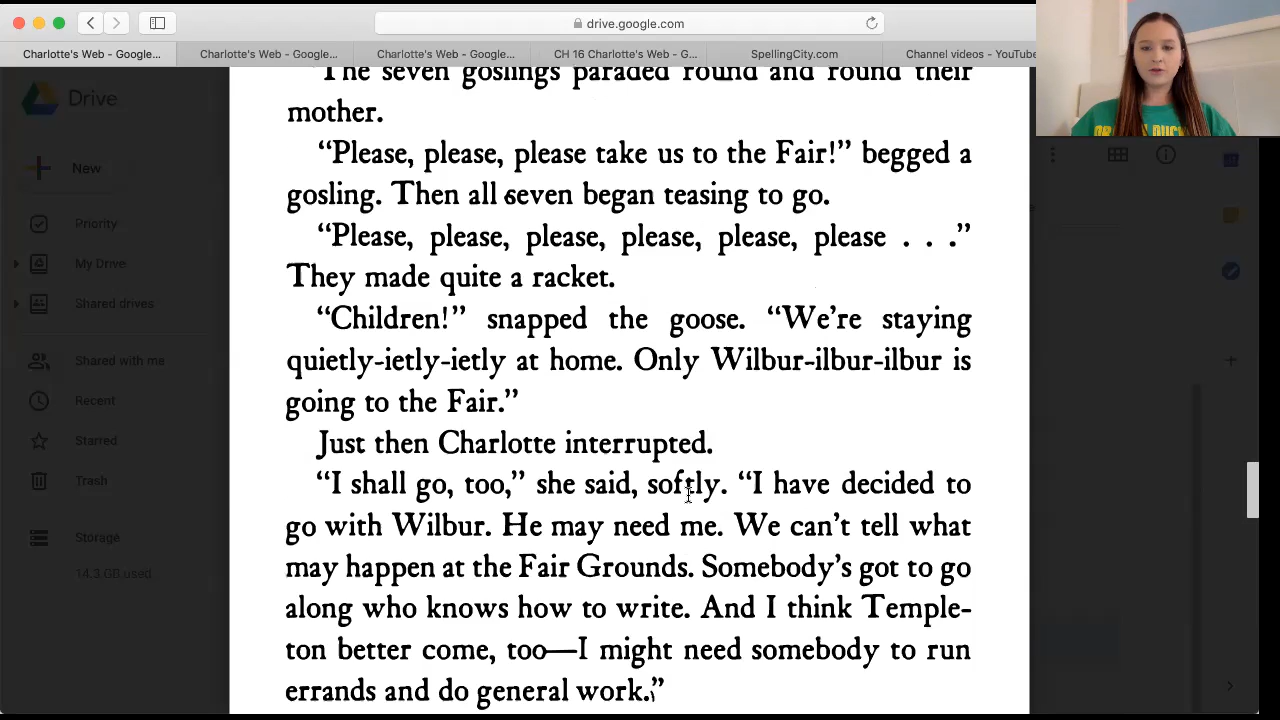 drive.google.com
Charlotte's Web - Google...
Charlotte's Web - Google...
Charlotte's Web - Google...
CH 16 Charlotte's Web - G...
SpellingCity.com
Channel videos - YouTube
Drive
New
Priority
My Drive
Shared drives
Shared with me
Recent
Starred
Trash
Storage
14.3 GB used
The seven goslings paraded round and round their
mother.
“Please, please, please take us to the Fair!” begged a
gosling. Then all seven began teasing to go.
“Please, please, please, please, please, please . . .”
They made quite a racket.
“Children!” snapped the goose. “We’re staying
quietly-ietly-ietly at home. Only Wilbur-ilbur-ilbur is
going to the Fair.”
Just then Charlotte interrupted.
“I shall go, too,” she said, softly. “I have decided to
go with Wilbur. He may need me. We can’t tell what
may happen at the Fair Grounds. Somebody’s got to go
along who knows how to write. And I think Temple-
ton better come, too—I might need somebody to run
errands and do general work.”